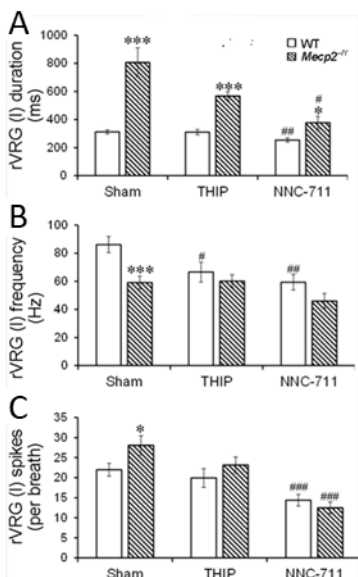 A
rVRG (I) duration
(ms)
1000
800
600
400
200
0
***
***
##
#
*
WT
Mecp2⁻/ʸ
Sham THIP NNC-711
B
rVRG (I) frequency
(Hz)
100
80
60
40
20
0
***
#
##
Sham THIP NNC-711
C
rVRG (I) spikes
(per breath)
35
30
25
20
15
10
5
0
*
###
###
Sham THIP NNC-711